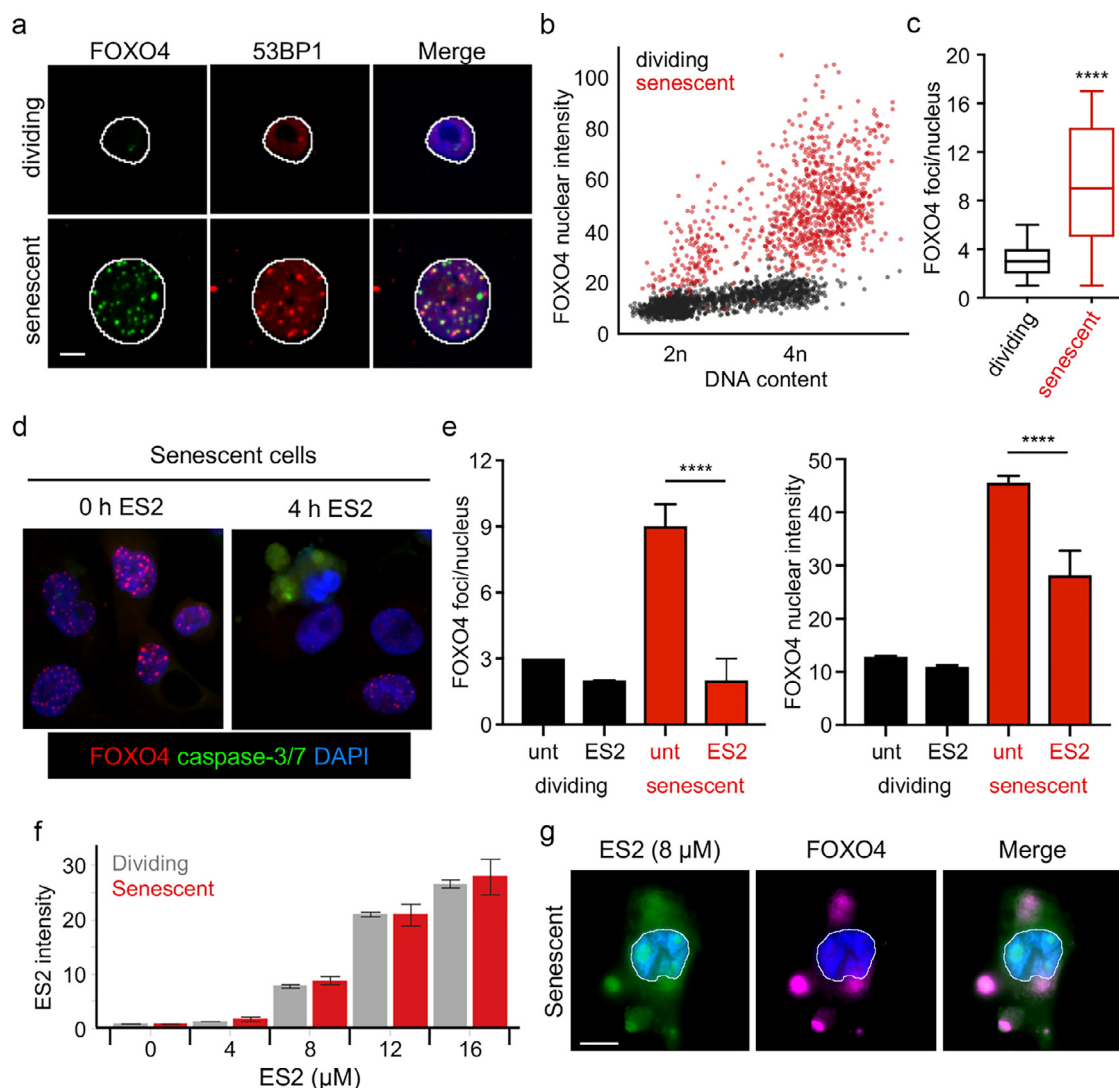 a
FOXO4 53BP1 Merge
dividing
senescent
b
dividing
senescent
FOXO4 nuclear intensity
100
80
60
40
20
0
2n 4n
DNA content
c
****
FOXO4 foci/nucleus
20
16
12
8
4
0
dividing senescent
d
Senescent cells
0 h ES2 4 h ES2
FOXO4 caspase-3/7 DAPI
e
****
FOXO4 foci/nucleus
12
9
6
3
0
unt ES2 unt ES2
dividing senescent
****
FOXO4 nuclear intensity
50
40
30
20
10
0
unt ES2 unt ES2
dividing senescent
f
Dividing
Senescent
ES2 intensity
30
20
10
0
0 4 8 12 16
ES2 (μM)
g
ES2 (8 μM) FOXO4 Merge
Senescent